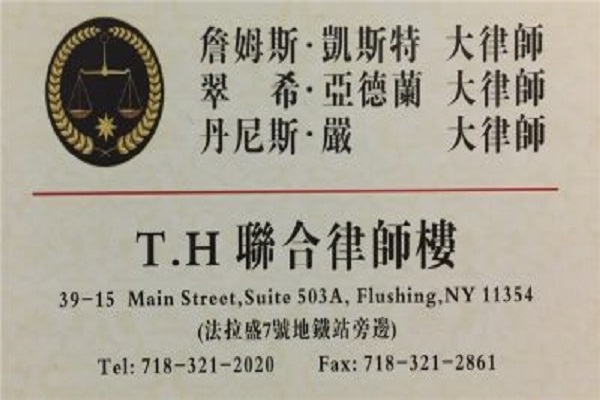 詹姆斯·凱斯特 大律師
翠 希·亞德蘭 大律師
丹尼斯·嚴 大律師
T.H 聯合律師樓
39-15 Main Street,Suite 503A, Flushing,NY 11354
(法拉盛7號地鐵站旁邊)
Tel: 718-321-2020 Fax: 718-321-2861